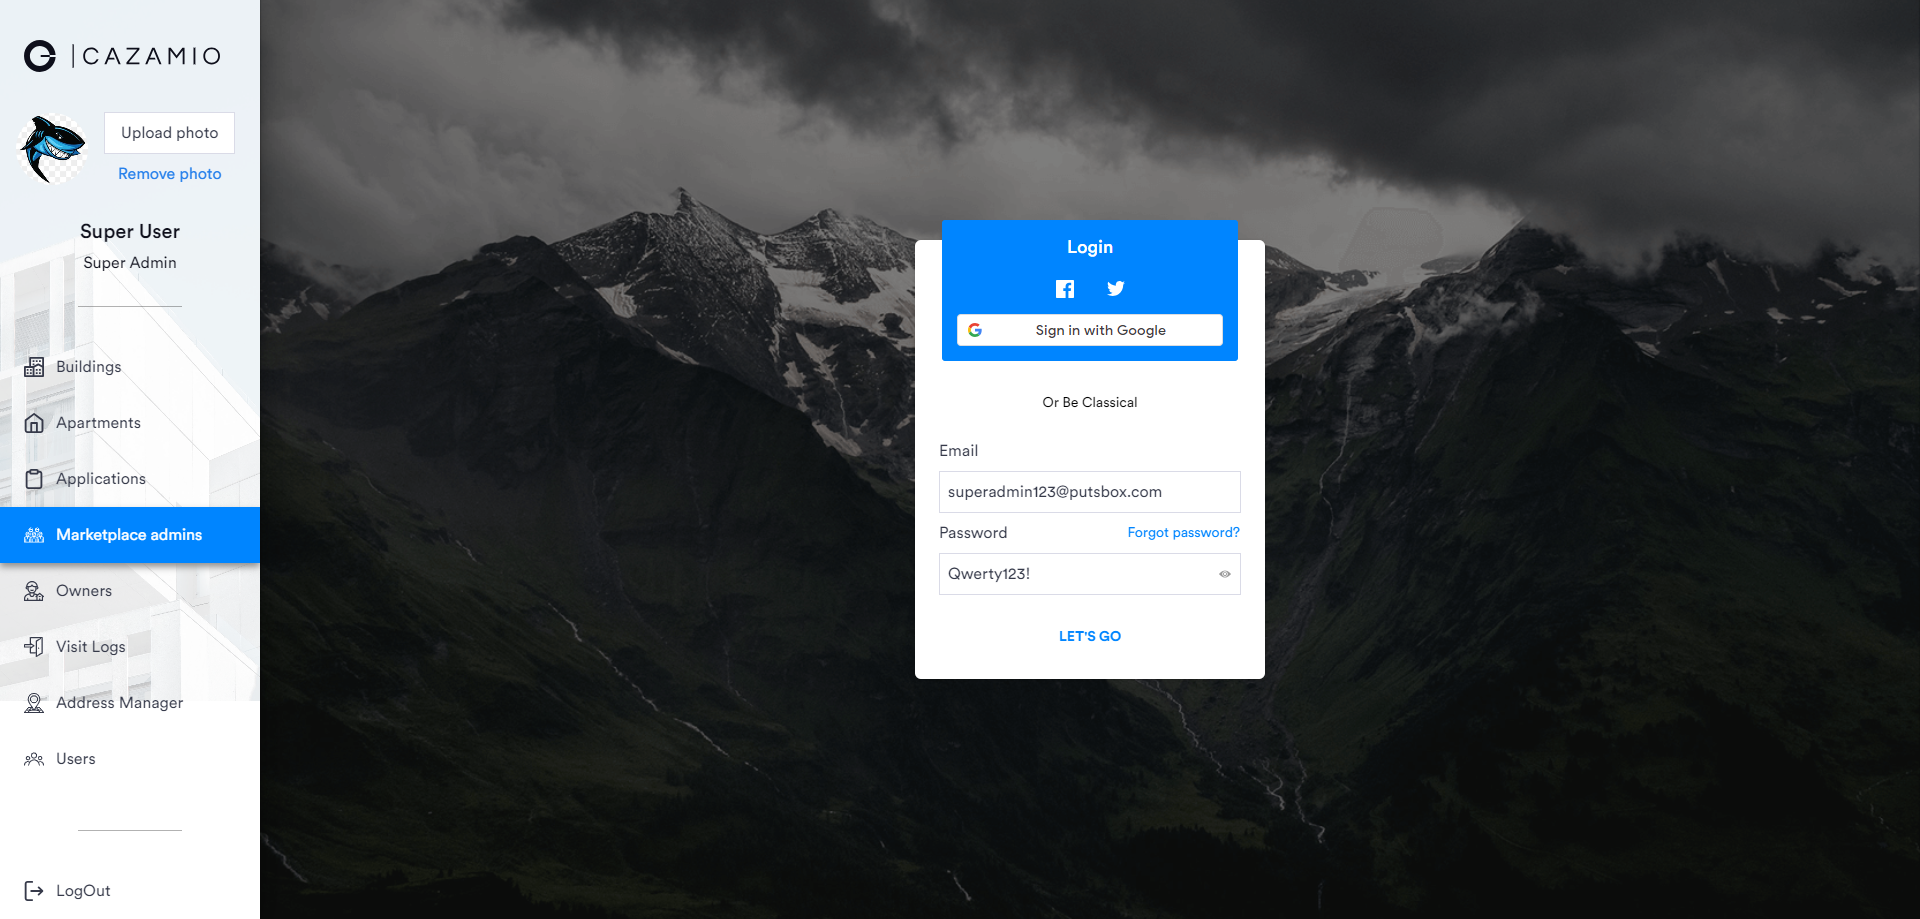 CAZAMIO
Upload photo
Remove photo
Super User
Super Admin
Buildings
Apartments
Applications
Marketplace admins
Owners
Visit Logs
Address Manager
Users
LogOut
Login
Sign in with Google
Or Be Classical
Email
superadmin123@putsbox.com
Password Forgot password?
Qwerty123!
LET'S GO